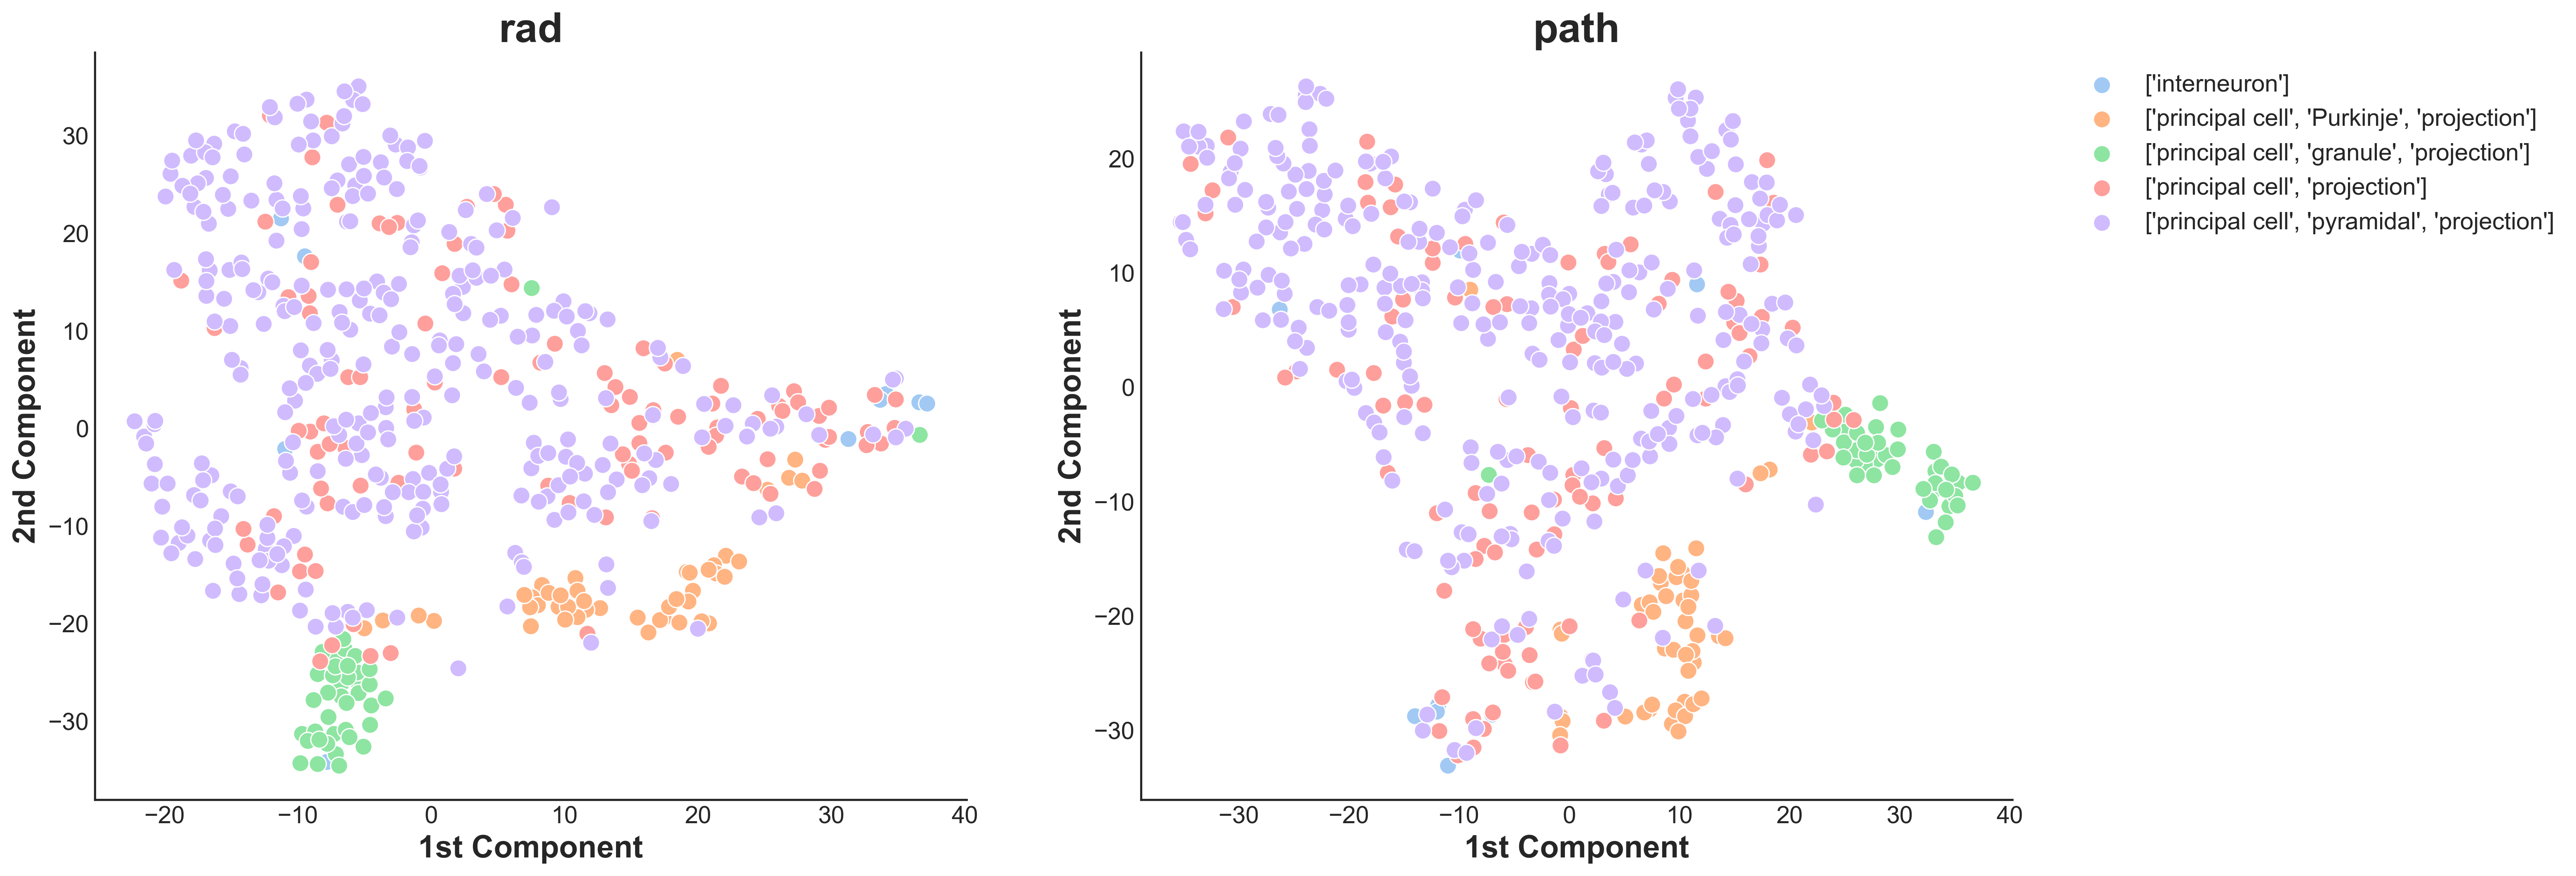 rad
30
20
10
0
−10
−20
−30
2nd Component
−20 −10 0 10 20 30 40
1st Component
path
20
10
0
−10
−20
−30
2nd Component
−30 −20 −10 0 10 20 30 40
1st Component
['interneuron']
['principal cell', 'Purkinje', 'projection']
['principal cell', 'granule', 'projection']
['principal cell', 'projection']
['principal cell', 'pyramidal', 'projection']